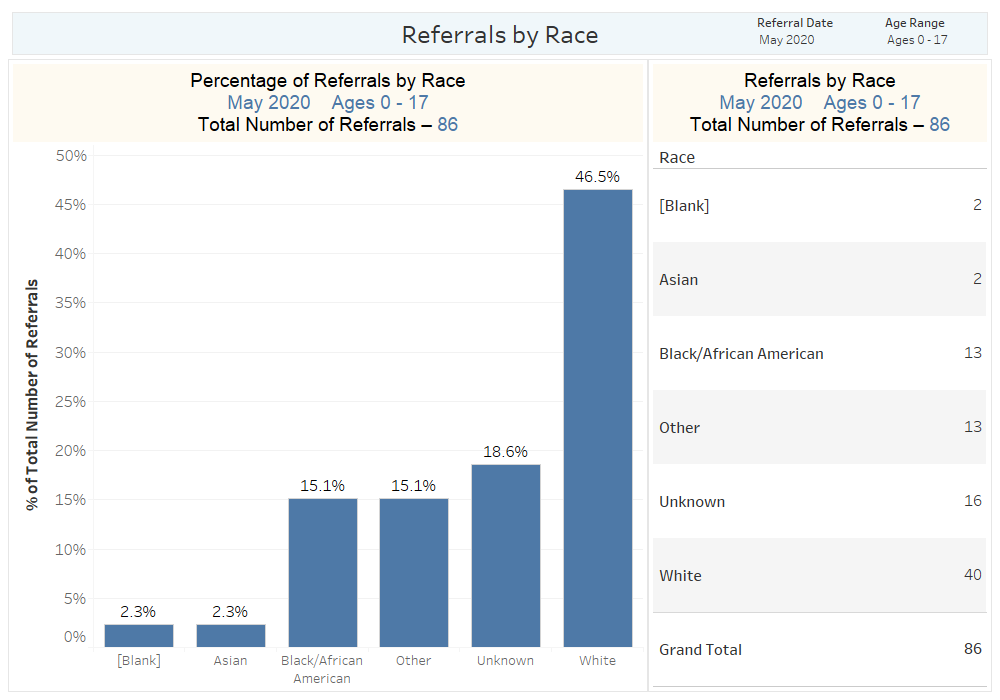 Referrals by Race
Referral Date
May 2020
Age Range
Ages 0 - 17
Percentage of Referrals by Race
May 2020 Ages 0 - 17
Total Number of Referrals – 86
% of Total Number of Referrals
50%
45%
40%
35%
30%
25%
20%
15%
10%
5%
0%
2.3%
2.3%
15.1%
15.1%
18.6%
46.5%
[Blank]
Asian
Black/African
American
Other
Unknown
White
Referrals by Race
May 2020 Ages 0 - 17
Total Number of Referrals – 86
Race
[Blank] 2
Asian 2
Black/African American 13
Other 13
Unknown 16
White 40
Grand Total 86